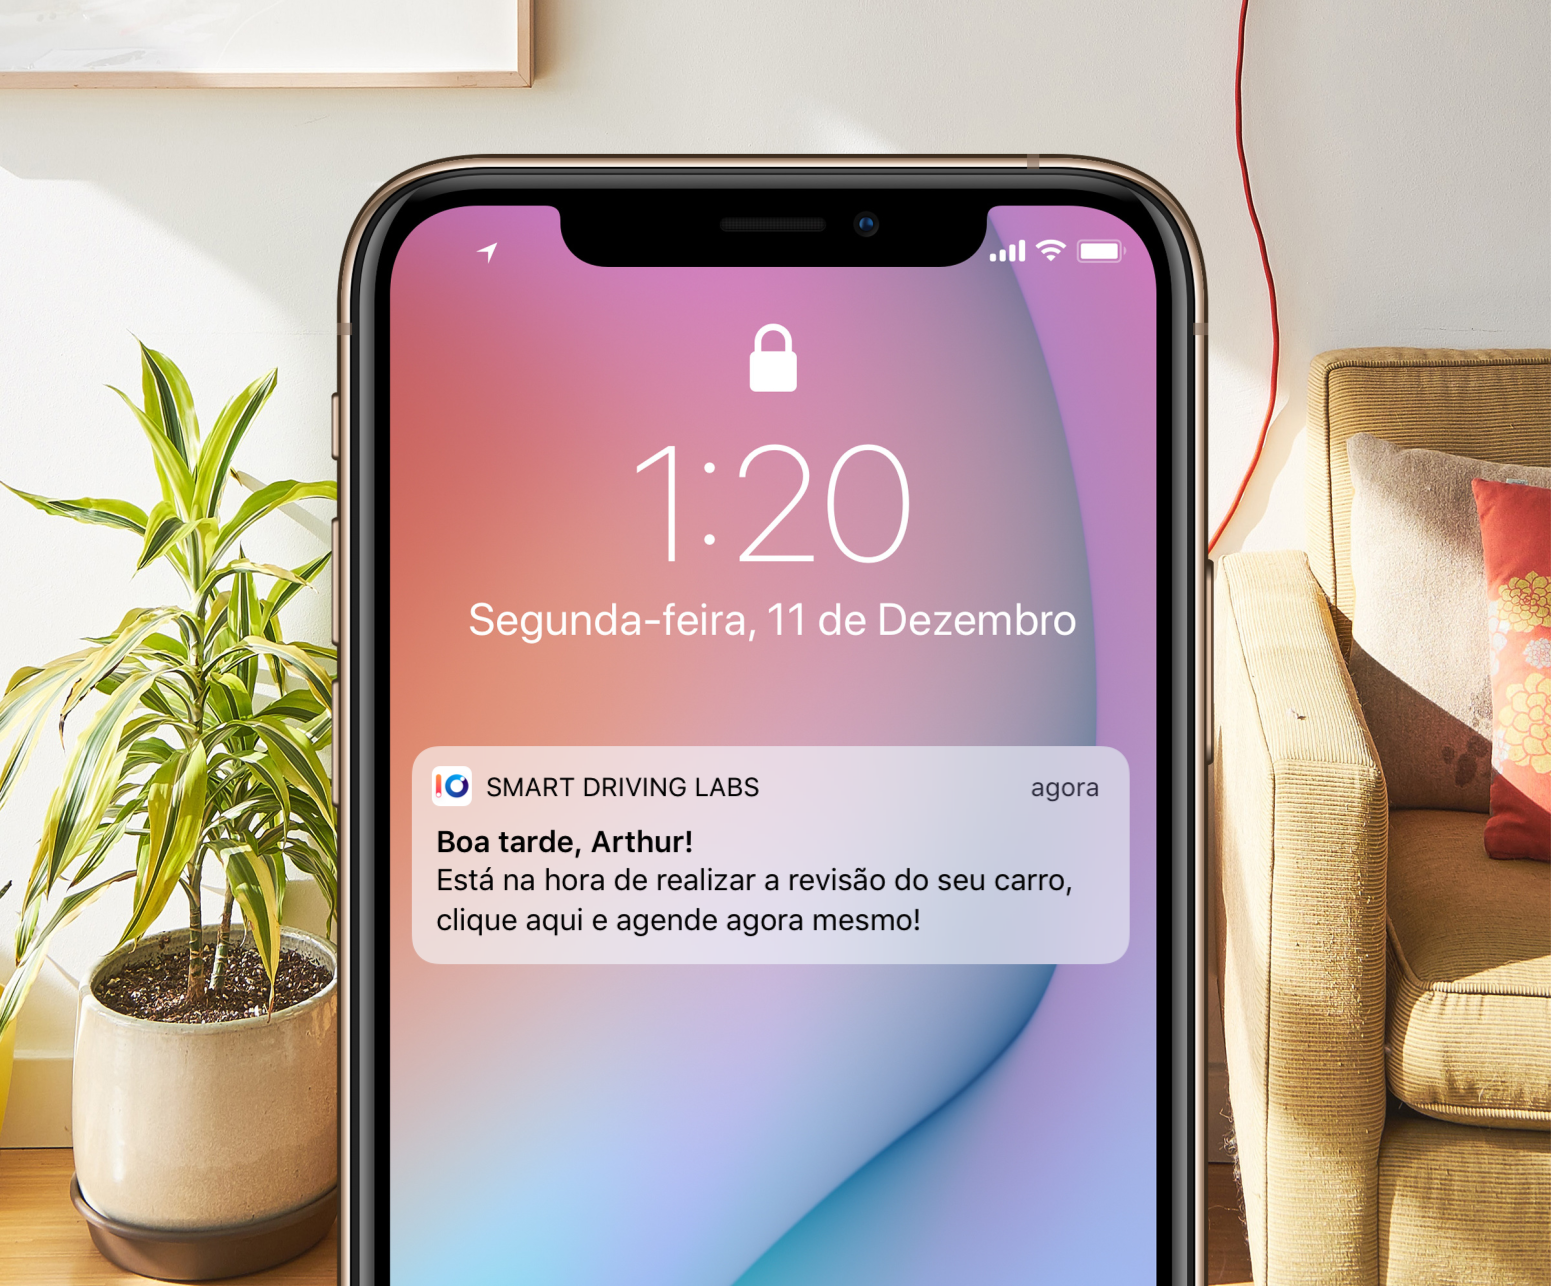 1:20
Segunda-feira, 11 de Dezembro
SMART DRIVING LABS
agora
Boa tarde, Arthur!
Está na hora de realizar a revisão do seu carro,
clique aqui e agende agora mesmo!